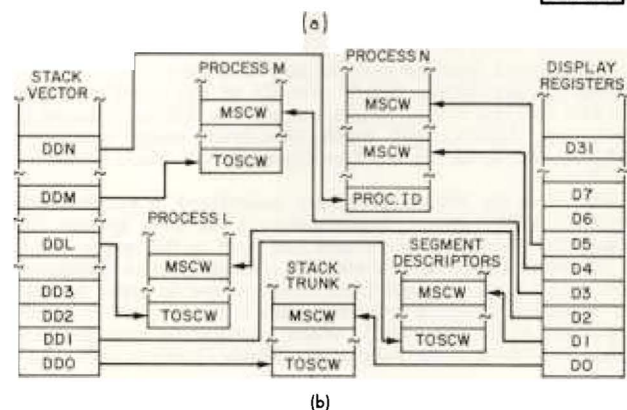 (a)
STACK
VECTOR
DDN
DDM
DDL
DD3
DD2
DD1
DD0
PROCESS M
MSCW
TOSCW
PROCESS L
MSCW
TOSCW
STACK
TRUNK
MSCW
TOSCW
PROCESS N
MSCW
MSCW
PROC.ID
SEGMENT
DESCRIPTORS
MSCW
TOSCW
DISPLAY
REGISTERS
D31
D7
D6
D5
D4
D3
D2
D1
D0
(b)